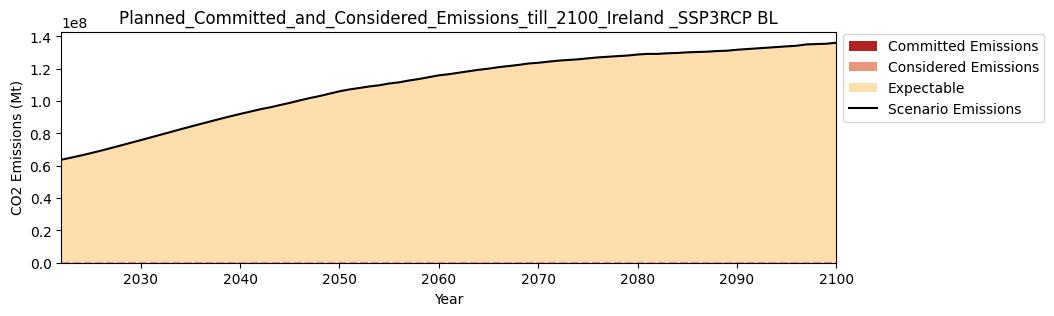 Planned_Committed_and_Considered_Emissions_till_2100_Ireland _SSP3RCP BL
1e8
1.4
1.2
1.0
0.8
0.6
0.4
0.2
0.0
CO2 Emissions (Mt)
2030 2040 2050 2060 2070 2080 2090 2100
Year
Committed Emissions
Considered Emissions
Expectable
Scenario Emissions